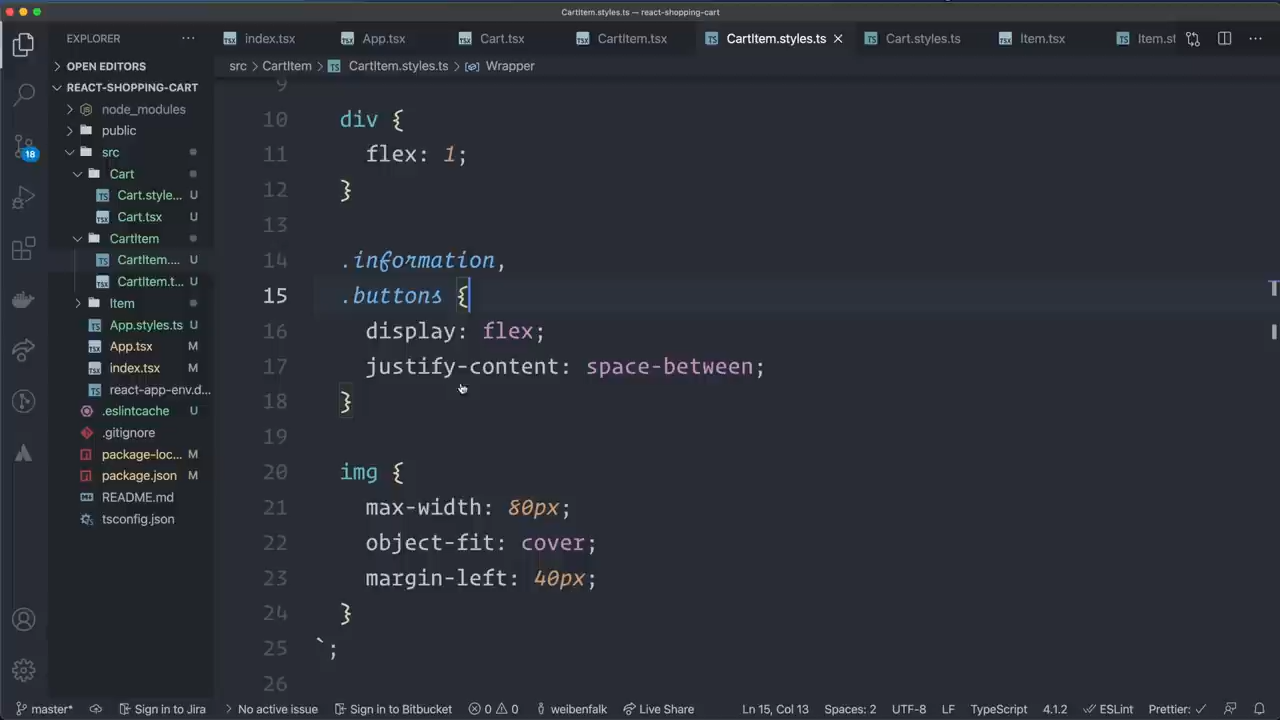 CartItem.styles.ts — react-shopping-cart
EXPLORER
index.tsx App.tsx Cart.tsx CartItem.tsx CartItem.styles.ts Cart.styles.ts Item.tsx Item.st
OPEN EDITORS
src CartItem CartItem.styles.ts Wrapper
REACT-SHOPPING-CART
node_modules
public
src
Cart
Cart.style... U
Cart.tsx U
CartItem
CartItem.... U
CartItem.t... U
Item
App.styles.ts U
App.tsx M
index.tsx M
react-app-env.d...
.eslintcache U
.gitignore
package-loc... M
package.json M
README.md
tsconfig.json
18
9
10 div {
11 flex: 1;
12 }
13
14 .information,
15 .buttons {
16 display: flex;
17 justify-content: space-between;
18 }
19
20 img {
21 max-width: 80px;
22 object-fit: cover;
23 margin-left: 40px;
24 }
25 `;
26
master* Sign in to Jira No active issue Sign in to Bitbucket 0 0 weibenfalk Live Share Ln 15, Col 13 Spaces: 2 UTF-8 LF TypeScript 4.1.2 ESLint Prettier: